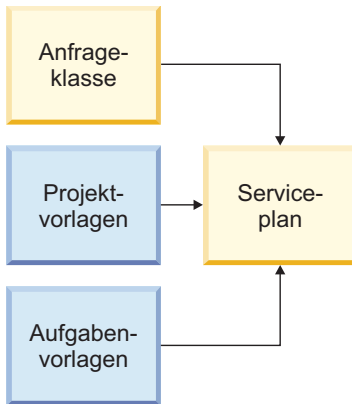 Anfrage-
klasse
Projekt-
vorlagen
Service-
plan
Aufgaben-
vorlagen